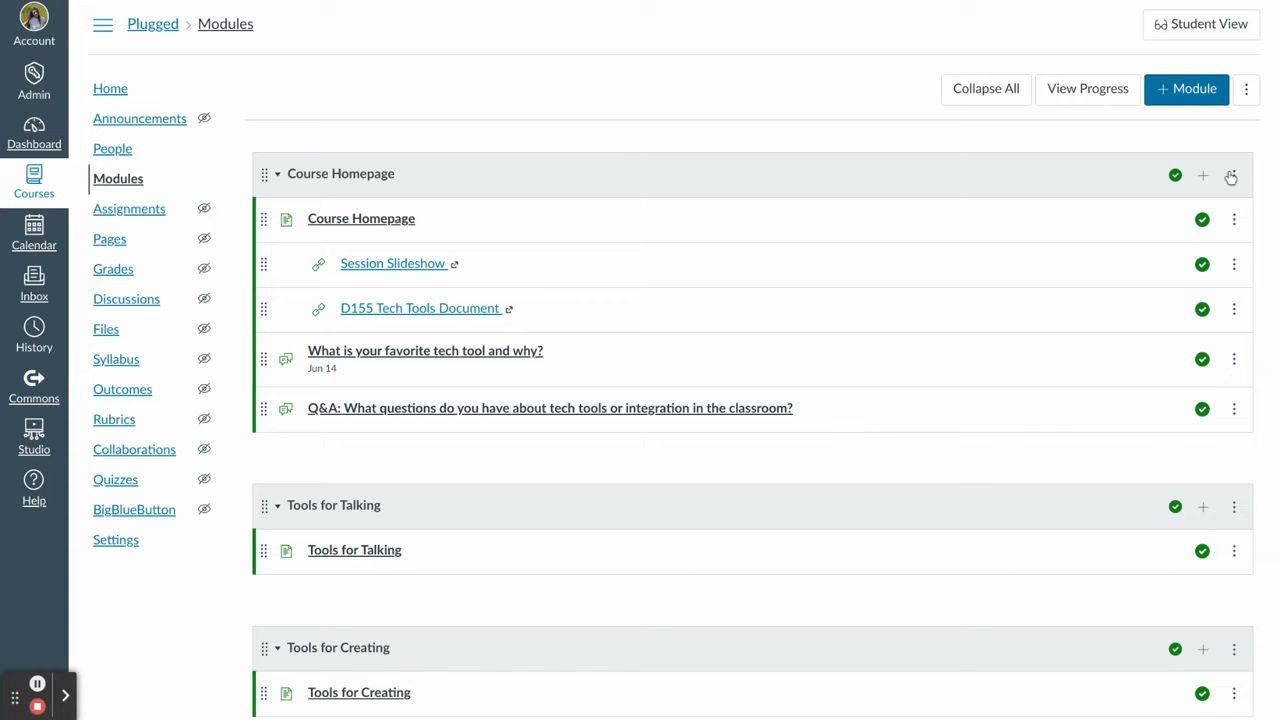 Account
Admin
Dashboard
Courses
Calendar
Inbox
History
Commons
Studio
Help
Plugged > Modules
Student View
Home
Announcements
People
Modules
Assignments
Pages
Grades
Discussions
Files
Syllabus
Outcomes
Rubrics
Collaborations
Quizzes
BigBlueButton
Settings
Collapse All
View Progress
+ Module
Course Homepage
Course Homepage
Session Slideshow
D155 Tech Tools Document
What is your favorite tech tool and why?
Jun 14
Q&A: What questions do you have about tech tools or integration in the classroom?
Tools for Talking
Tools for Talking
Tools for Creating
Tools for Creating